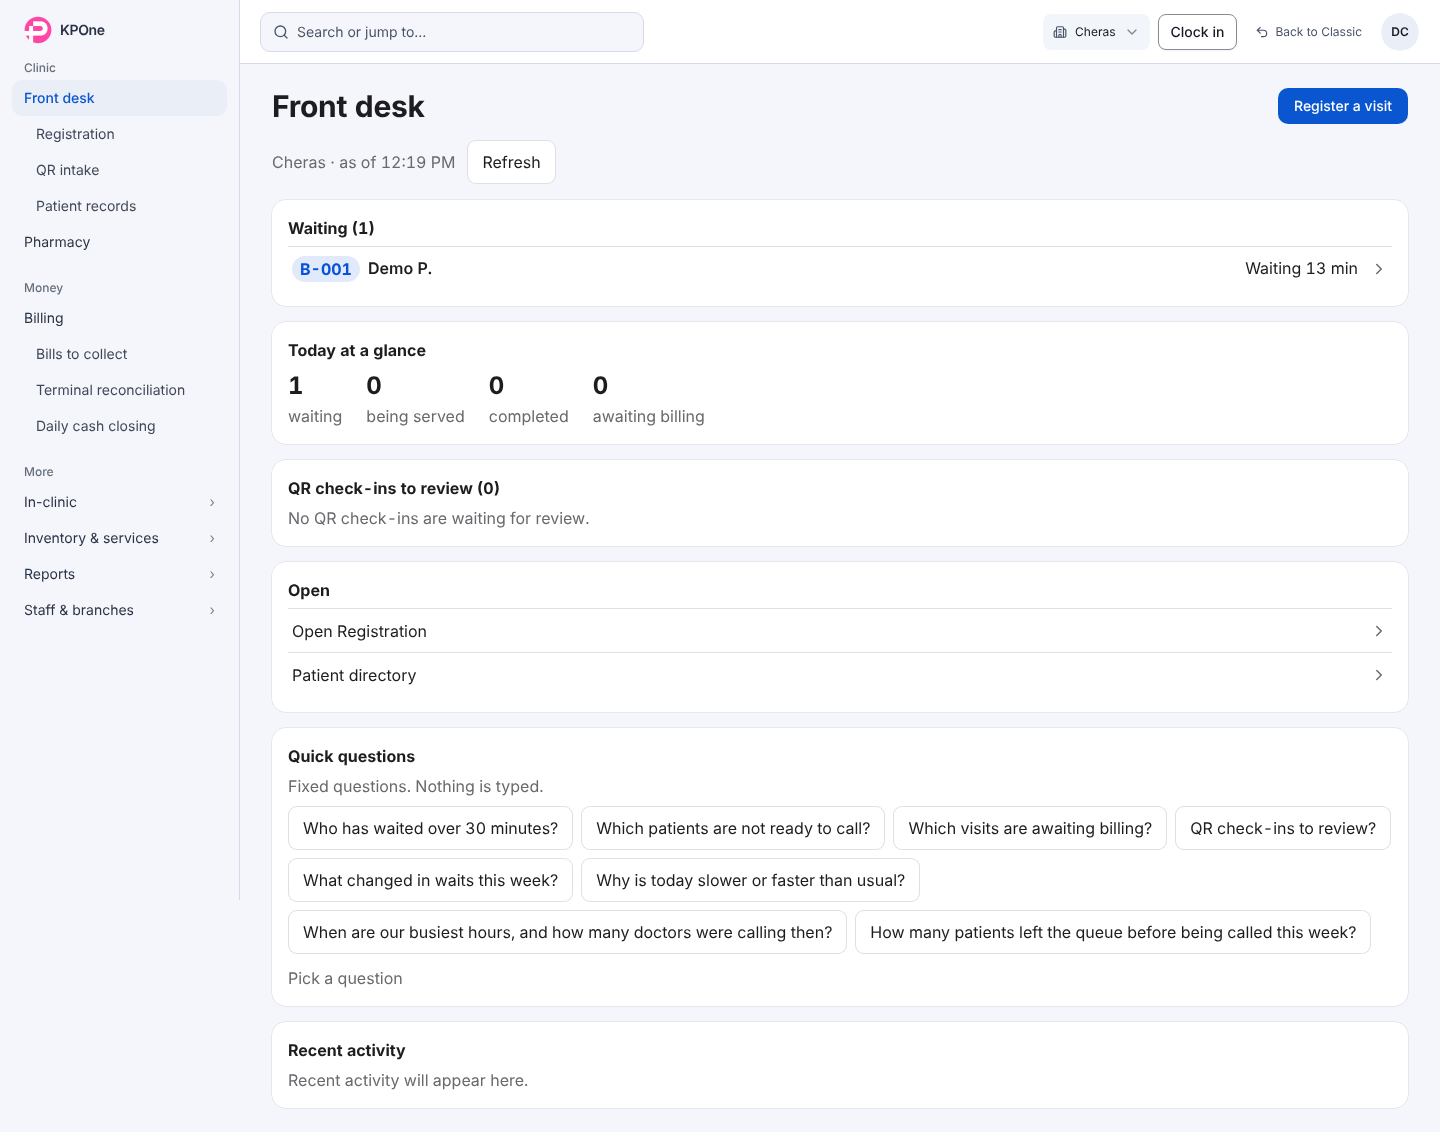 KPOne
Search or jump to...
Cheras
Clock in
Back to Classic
DC
Clinic
Front desk
Registration
QR intake
Patient records
Pharmacy
Money
Billing
Bills to collect
Terminal reconciliation
Daily cash closing
More
In-clinic
Inventory & services
Reports
Staff & branches
Front desk
Register a visit
Cheras · as of 12:19 PM
Refresh
Waiting (1)
B-001 Demo P. Waiting 13 min
Today at a glance
1 0 0 0
waiting being served completed awaiting billing
QR check-ins to review (0)
No QR check-ins are waiting for review.
Open
Open Registration
Patient directory
Quick questions
Fixed questions. Nothing is typed.
Who has waited over 30 minutes? Which patients are not ready to call? Which visits are awaiting billing? QR check-ins to review?
What changed in waits this week? Why is today slower or faster than usual?
When are our busiest hours, and how many doctors were calling then? How many patients left the queue before being called this week?
Pick a question
Recent activity
Recent activity will appear here.